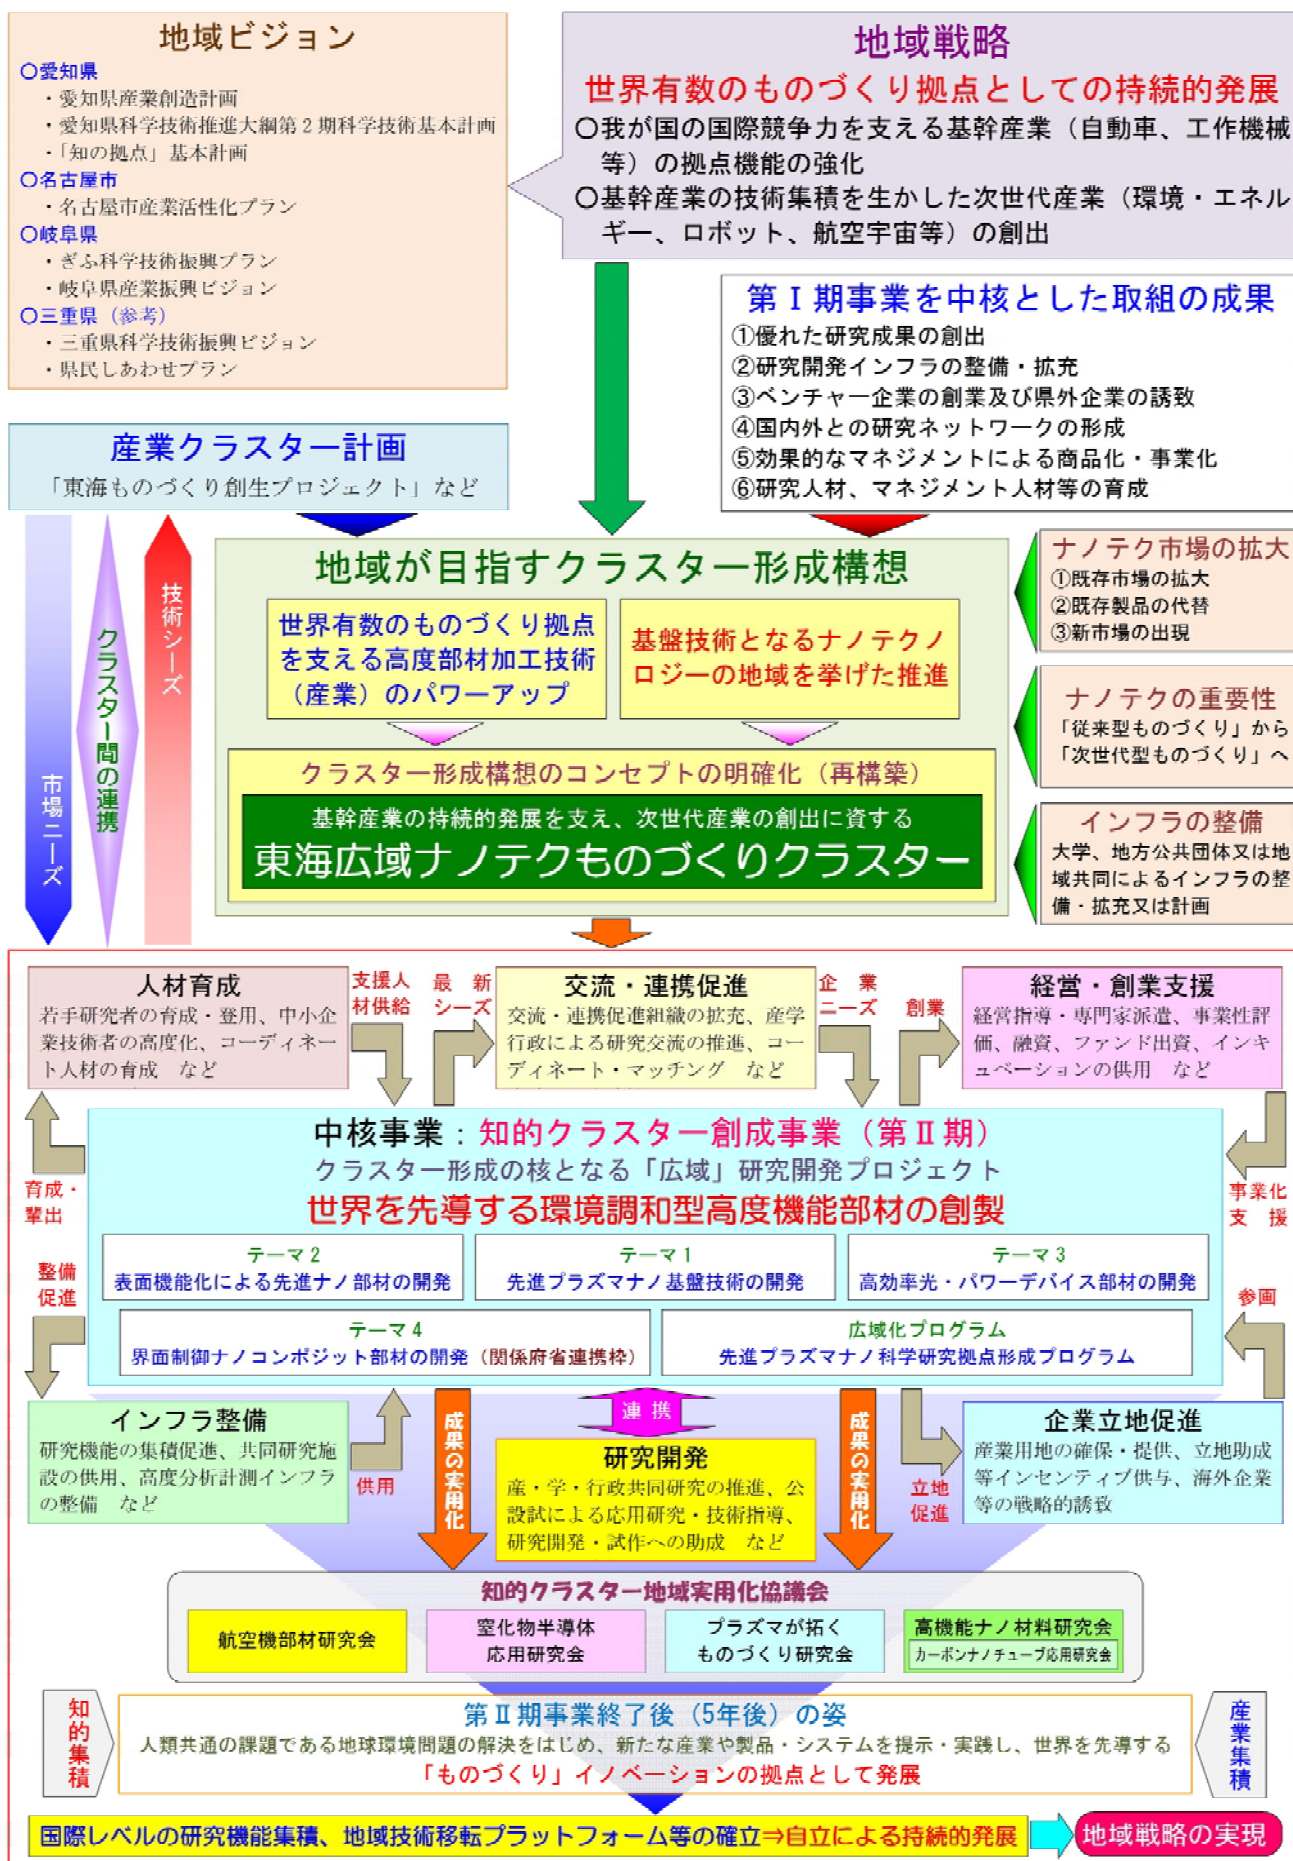 地域ビジョン
〇愛知県
・愛知県産業創造計画
・愛知県科学技術推進大綱第2期科学技術基本計画
・「知の拠点」基本計画
〇名古屋市
・名古屋市産業活性化プラン
〇岐阜県
・ぎふ科学技術振興プラン
・岐阜県産業振興ビジョン
〇三重県（参考）
・三重県科学技術振興ビジョン
・県民しあわせプラン
地域戦略
世界有数のものづくり拠点としての持続的発展
〇我が国の国際競争力を支える基幹産業（自動車、工作機械
等）の拠点機能の強化
〇基幹産業の技術集積を生かした次世代産業（環境・エネル
ギー、ロボット、航空宇宙等）の創出
第Ⅰ期事業を中核とした取組の成果
①優れた研究成果の創出
②研究開発インフラの整備・拡充
③ベンチャー企業の創業及び県外企業の誘致
④国内外との研究ネットワークの形成
⑤効果的なマネジメントによる商品化・事業化
⑥研究人材、マネジメント人材等の育成
産業クラスター計画
「東海ものづくり創生プロジェクト」など
市場ニーズ
クラスター間の連携
技術シーズ
地域が目指すクラスター形成構想
世界有数のものづくり拠点
を支える高度部材加工技術
（産業）のパワーアップ
基盤技術となるナノテクノ
ロジーの地域を挙げた推進
クラスター形成構想のコンセプトの明確化（再構築）
基幹産業の持続的発展を支え、次世代産業の創出に資する
東海広域ナノテクものづくりクラスター
ナノテク市場の拡大
①既存市場の拡大
②既存製品の代替
③新市場の出現
ナノテクの重要性
「従来型ものづくり」から
「次世代型ものづくり」へ
インフラの整備
大学、地方公共団体又は地
域共同によるインフラの整
備・拡充又は計画
人材育成
若手研究者の育成・登用、中小企
業技術者の高度化、コーディネー
ト人材の育成 など
支援人
材供給
最新
シーズ
交流・連携促進
交流・連携促進組織の拡充、産学
行政による研究交流の推進、コー
ディネート・マッチング など
企業
ニーズ
創業
経営・創業支援
経営指導・専門家派遣、事業性評
価、融資、ファンド出資、インキ
ュベーションの供用 など
中核事業：知的クラスター創成事業（第Ⅱ期）
クラスター形成の核となる「広域」研究開発プロジェクト
世界を先導する環境調和型高度機能部材の創製
育成・
輩出
事業化
支援
テーマ2
表面機能化による先進ナノ部材の開発
テーマ1
先進プラズマナノ基盤技術の開発
テーマ3
高効率光・パワーデバイス部材の開発
テーマ4
界面制御ナノコンポジット部材の開発（関係府省連携枠）
広域化プログラム
先進プラズマナノ科学研究拠点形成プログラム
整備
促進
参画
インフラ整備
研究機能の集積促進、共同研究施
設の供用、高度分析計測インフラ
の整備 など
供用
成果の実用化
連携
研究開発
産・学・行政共同研究の推進、公
設試による応用研究・技術指導、
研究開発・試作への助成 など
成果の実用化
立地
促進
企業立地促進
産業用地の確保・提供、立地助成
等インセンティブ供与、海外企業
等の戦略的誘致
知的クラスター地域実用化協議会
航空機部材研究会
窒化物半導体
応用研究会
プラズマが拓く
ものづくり研究会
高機能ナノ材料研究会
カーボンナノチューブ応用研究会
知的集積
第Ⅱ期事業終了後（5年後）の姿
人類共通の課題である地球環境問題の解決をはじめ、新たな産業や製品・システムを提示・実践し、世界を先導する
「ものづくり」イノベーションの拠点として発展
産業集積
国際レベルの研究機能集積、地域技術移転プラットフォーム等の確立⇒自立による持続的発展
地域戦略の実現